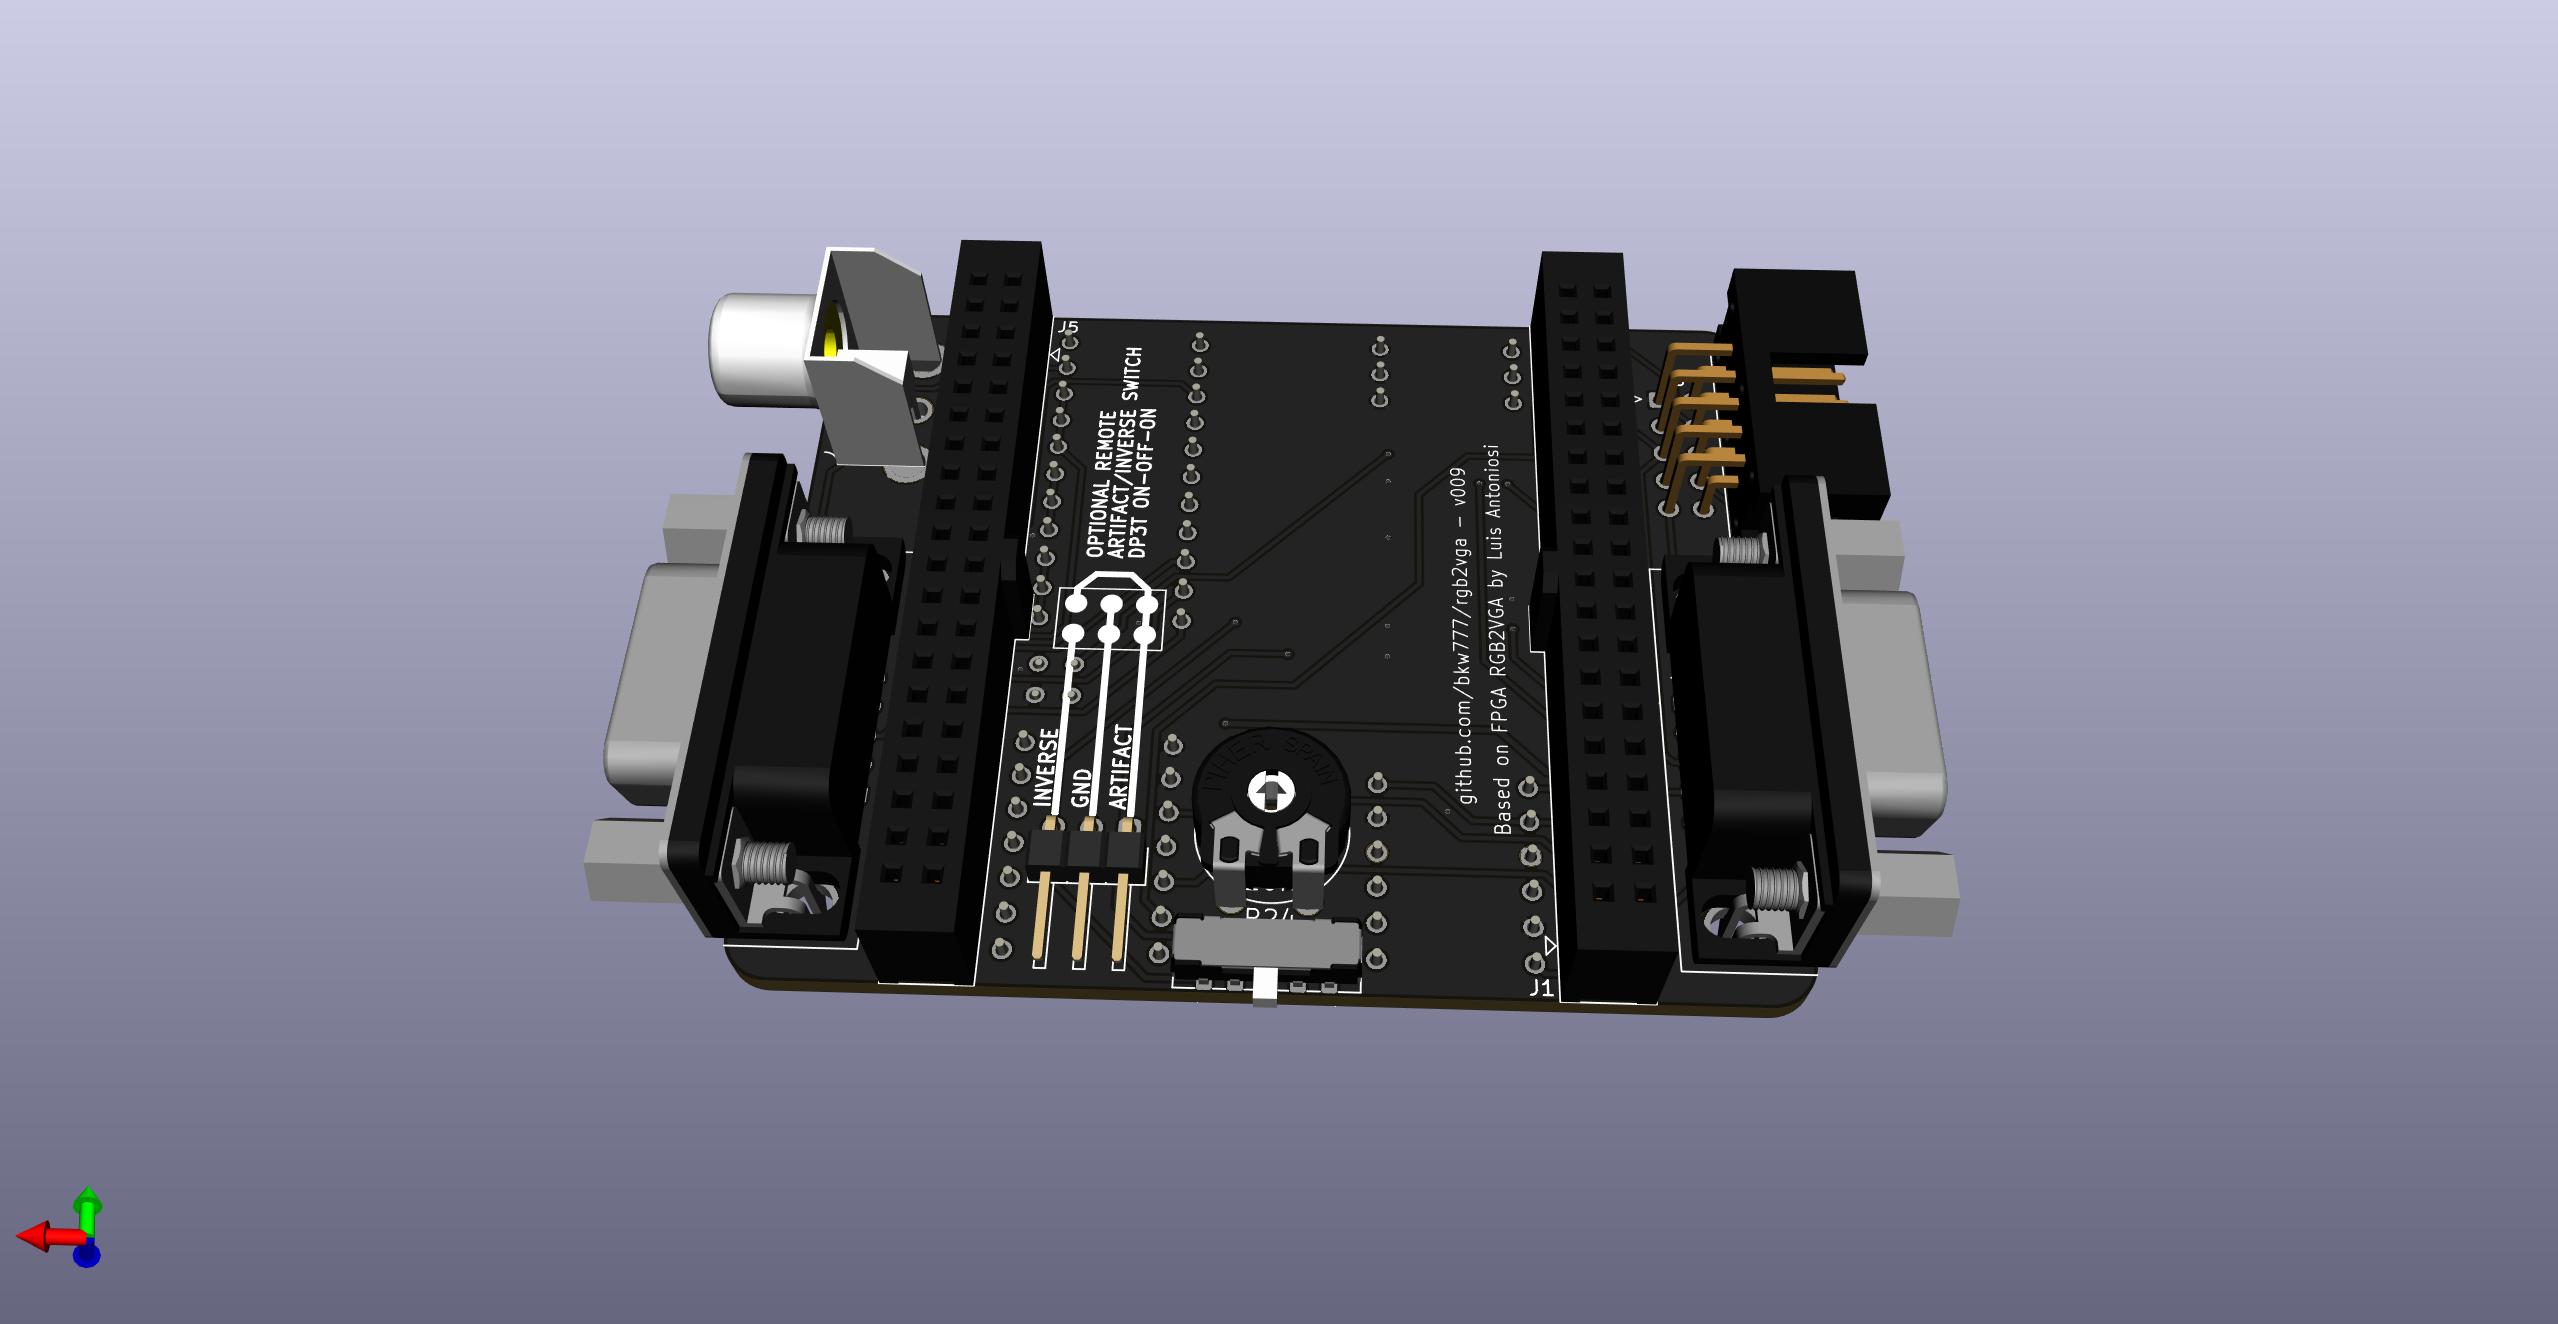 J5
OPTIONAL REMOTE
ARTIFACT/INVERSE SWITCH
DP3T ON-OFF-ON
INVERSE
GND
ARTIFACT
PIHER SPAIN
github.com/bkw777/rgb2vga - v009
Based on FPGA RGB2VGA by Luis Antoniosi
J1